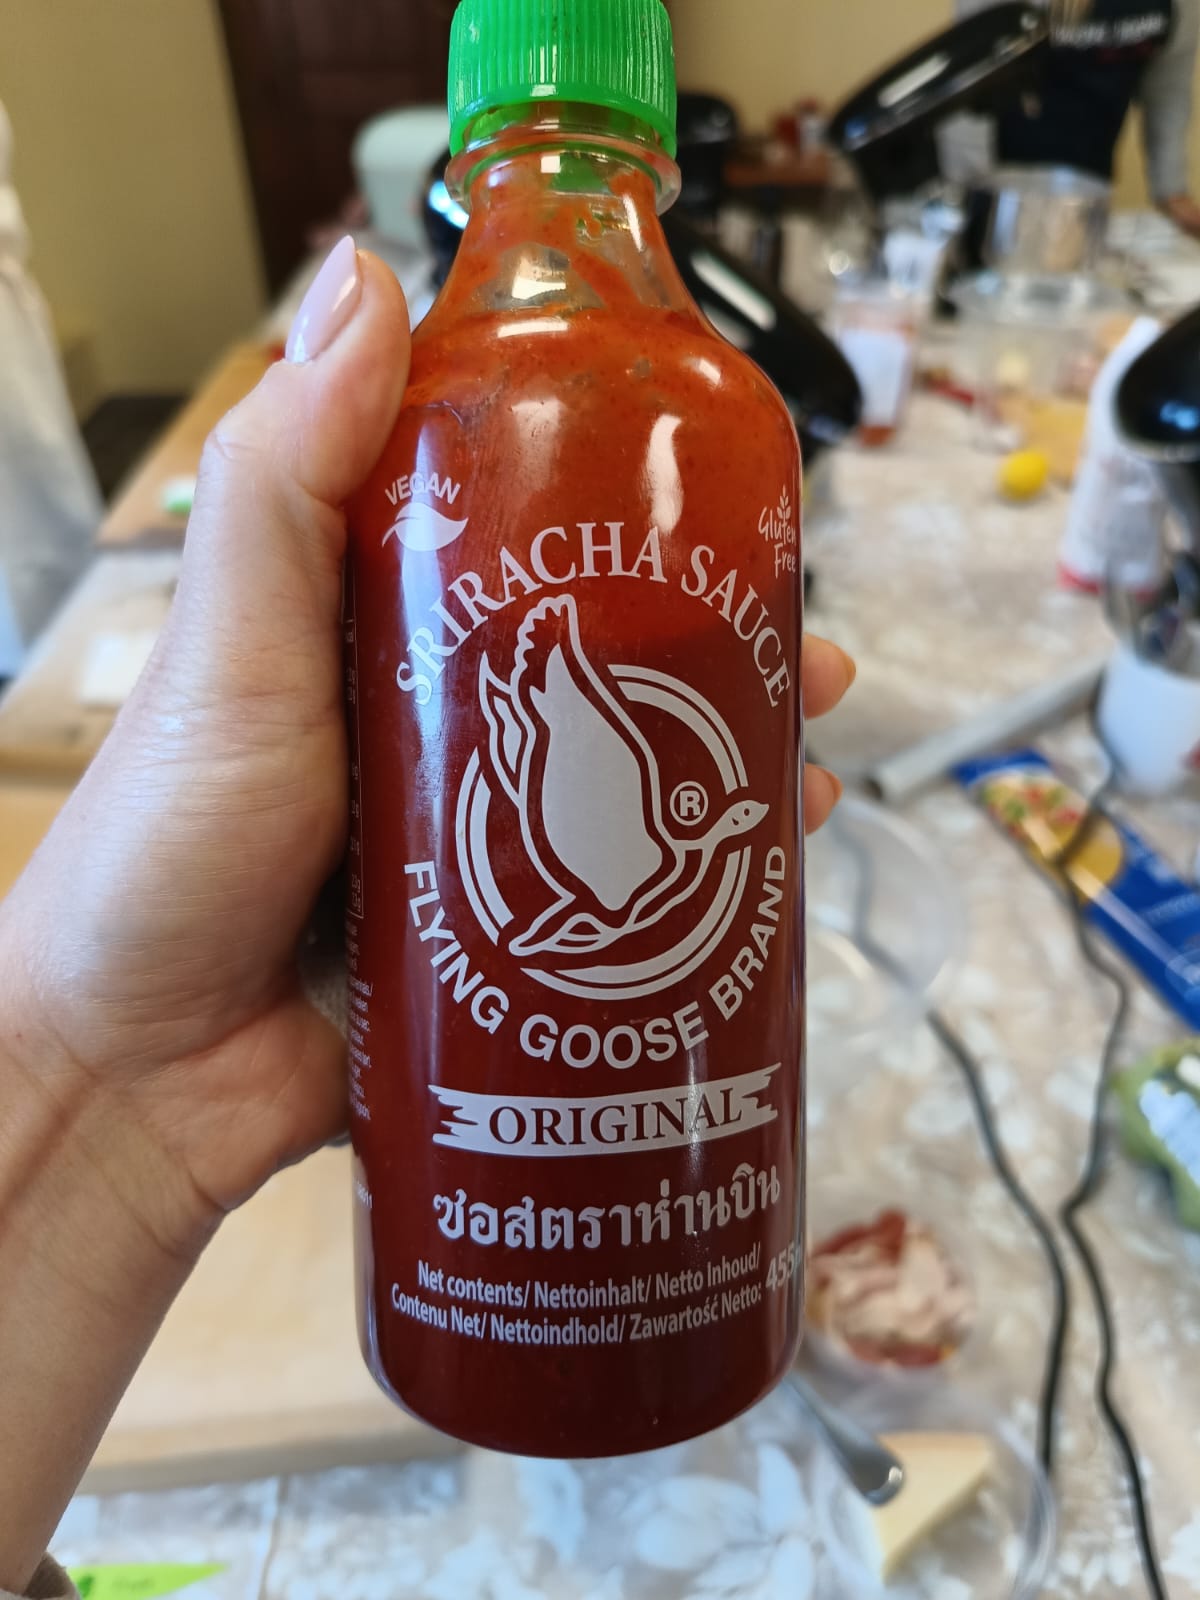 VEGAN
Gluten
Free
SRIRACHA SAUCE
®
FLYING GOOSE BRAND
ORIGINAL
ซอสตราห่านบิน
Net contents/ Nettoinhalt/ Netto Inhoud/
Contenu Net/ Nettoindhold/ Zawartość Netto: 455